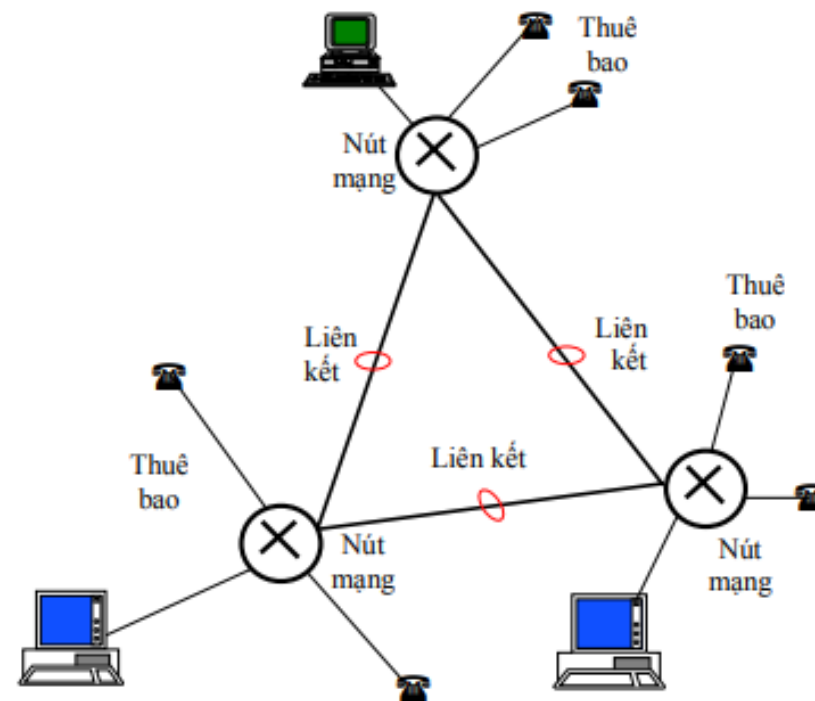 Thuê
bao
Nút
mạng
Thuê
bao
Liên
kết
Liên
kết
Liên kết
Thuê
bao
Nút
mạng
Nút
mạng